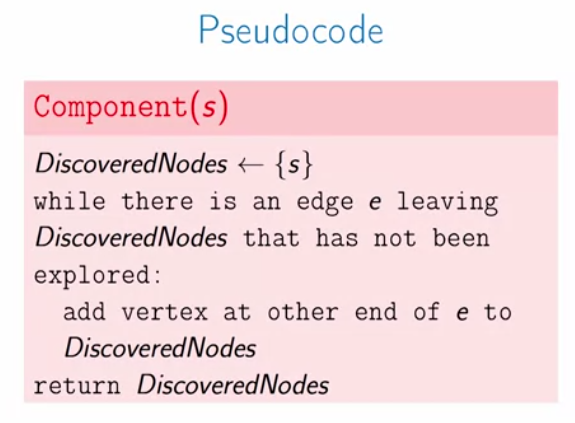 Pseudocode
Component(s)
DiscoveredNodes ← {s}
while there is an edge e leaving
DiscoveredNodes that has not been
explored:
add vertex at other end of e to
DiscoveredNodes
return DiscoveredNodes